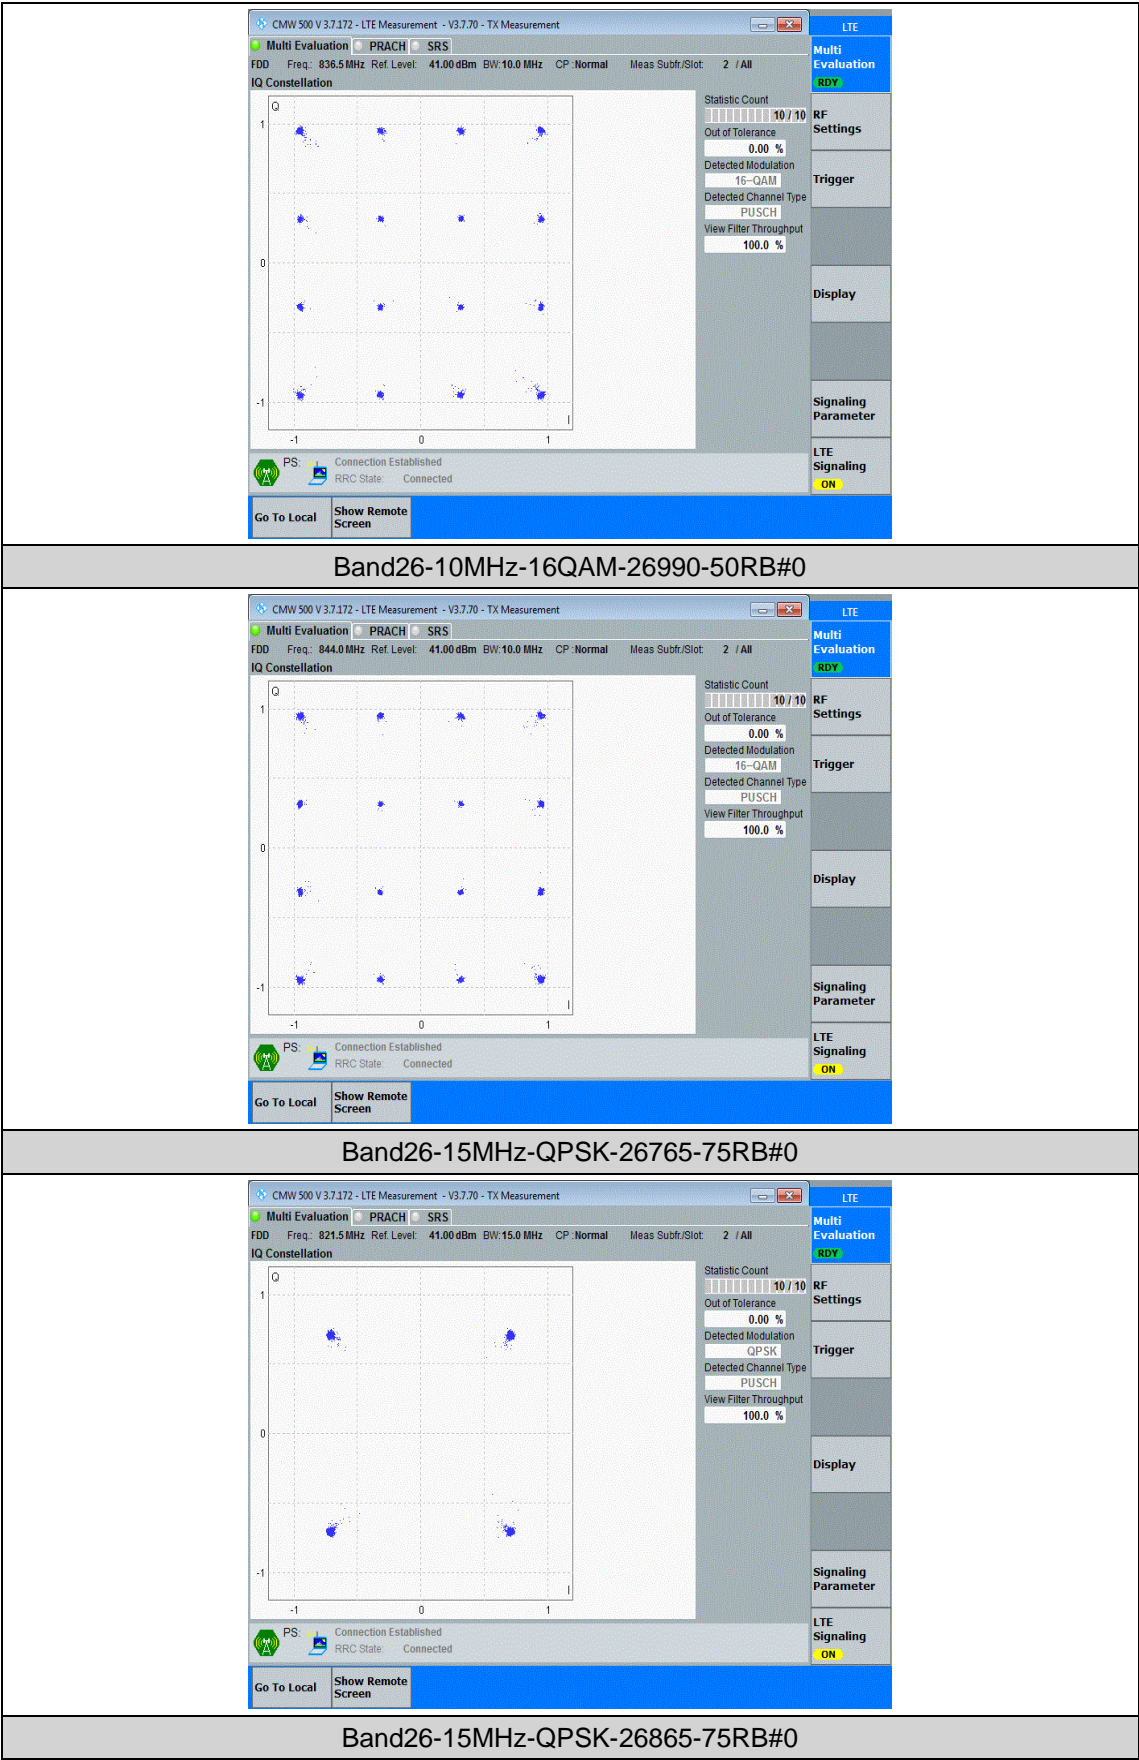 CMW 500 V 3.7.172 - LTE Measurement - V3.7.70 - TX Measurement
LTE
Multi Evaluation PRACH SRS
Multi
Evaluation
RDY
FDD Freq.: 836.5 MHz Ref. Level: 41.00 dBm BW: 10.0 MHz CP : Normal Meas Subfr./Slot: 2 / All
IQ Constellation
Q
1
0
-1
-1 0 1
I
Statistic Count
10 / 10
Out of Tolerance
0.00 %
Detected Modulation
16-QAM
Detected Channel Type
PUSCH
View Filter Throughput
100.0 %
RF
Settings
Trigger
Display
Signaling
Parameter
LTE
Signaling
ON
PS: Connection Established
RRC State: Connected
Go To Local
Show Remote
Screen
Band26-10MHz-16QAM-26990-50RB#0
CMW 500 V 3.7.172 - LTE Measurement - V3.7.70 - TX Measurement
LTE
Multi Evaluation PRACH SRS
Multi
Evaluation
RDY
FDD Freq.: 844.0 MHz Ref. Level: 41.00 dBm BW: 10.0 MHz CP : Normal Meas Subfr./Slot: 2 / All
IQ Constellation
Q
1
0
-1
-1 0 1
I
Statistic Count
10 / 10
Out of Tolerance
0.00 %
Detected Modulation
16-QAM
Detected Channel Type
PUSCH
View Filter Throughput
100.0 %
RF
Settings
Trigger
Display
Signaling
Parameter
LTE
Signaling
ON
PS: Connection Established
RRC State: Connected
Go To Local
Show Remote
Screen
Band26-15MHz-QPSK-26765-75RB#0
CMW 500 V 3.7.172 - LTE Measurement - V3.7.70 - TX Measurement
LTE
Multi Evaluation PRACH SRS
Multi
Evaluation
RDY
FDD Freq.: 821.5 MHz Ref. Level: 41.00 dBm BW: 15.0 MHz CP : Normal Meas Subfr./Slot: 2 / All
IQ Constellation
Q
1
0
-1
-1 0 1
I
Statistic Count
10 / 10
Out of Tolerance
0.00 %
Detected Modulation
QPSK
Detected Channel Type
PUSCH
View Filter Throughput
100.0 %
RF
Settings
Trigger
Display
Signaling
Parameter
LTE
Signaling
ON
PS: Connection Established
RRC State: Connected
Go To Local
Show Remote
Screen
Band26-15MHz-QPSK-26865-75RB#0